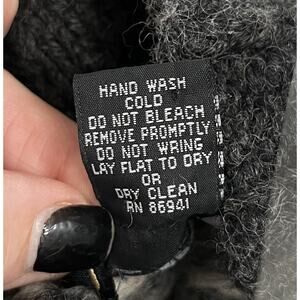 HAND WASH
COLD
DO NOT BLEACH
REMOVE PROMPTLY
DO NOT WRING
LAY FLAT TO DRY
OR
DRY CLEAN
RN 86941